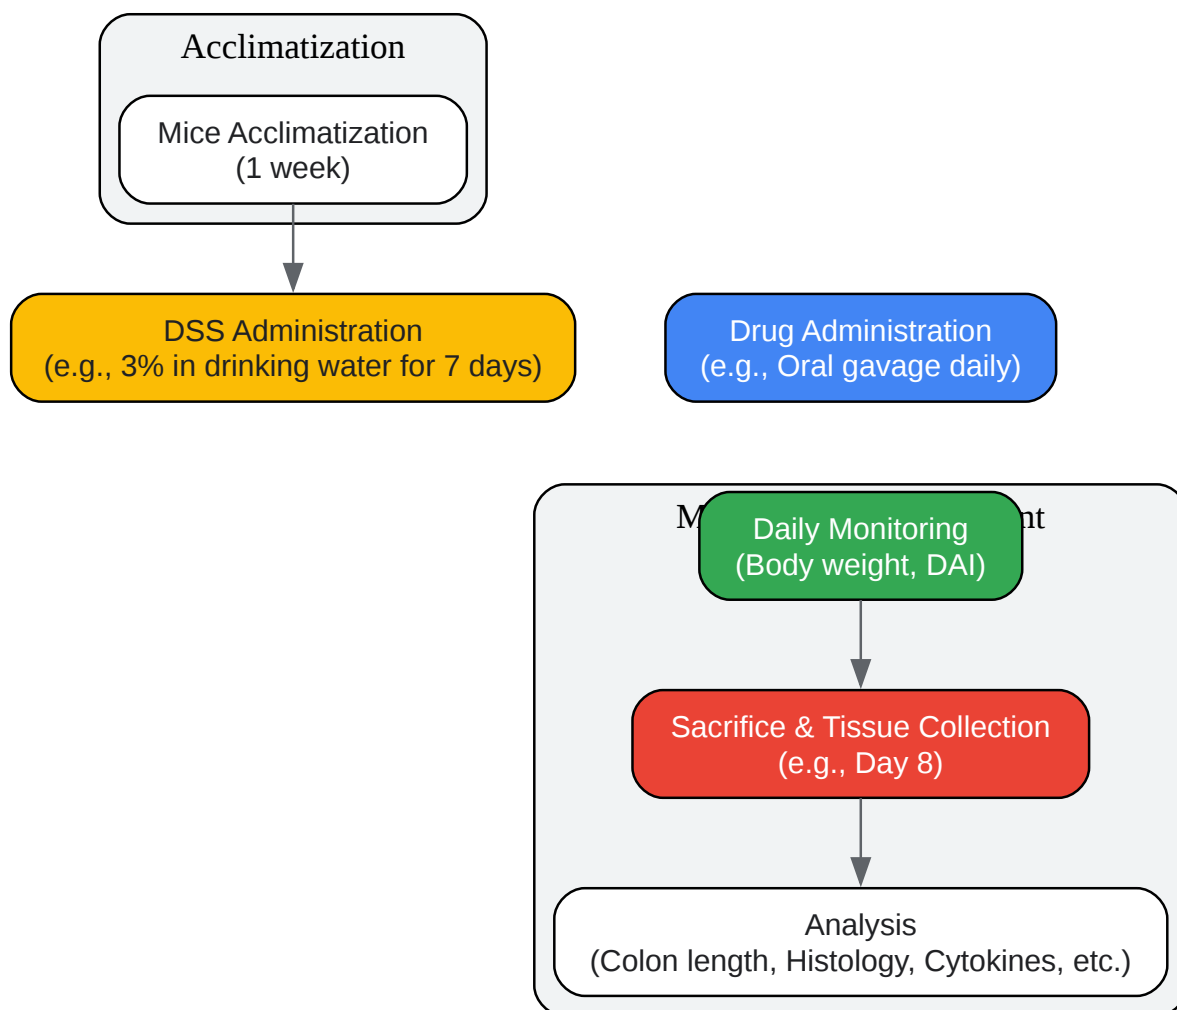 Acclimatization
Mice Acclimatization
(1 week)
DSS Administration
(e.g., 3% in drinking water for 7 days)
Drug Administration
(e.g., Oral gavage daily)
Daily Monitoring
(Body weight, DAI)
Sacrifice & Tissue Collection
(e.g., Day 8)
Analysis
(Colon length, Histology, Cytokines, etc.)